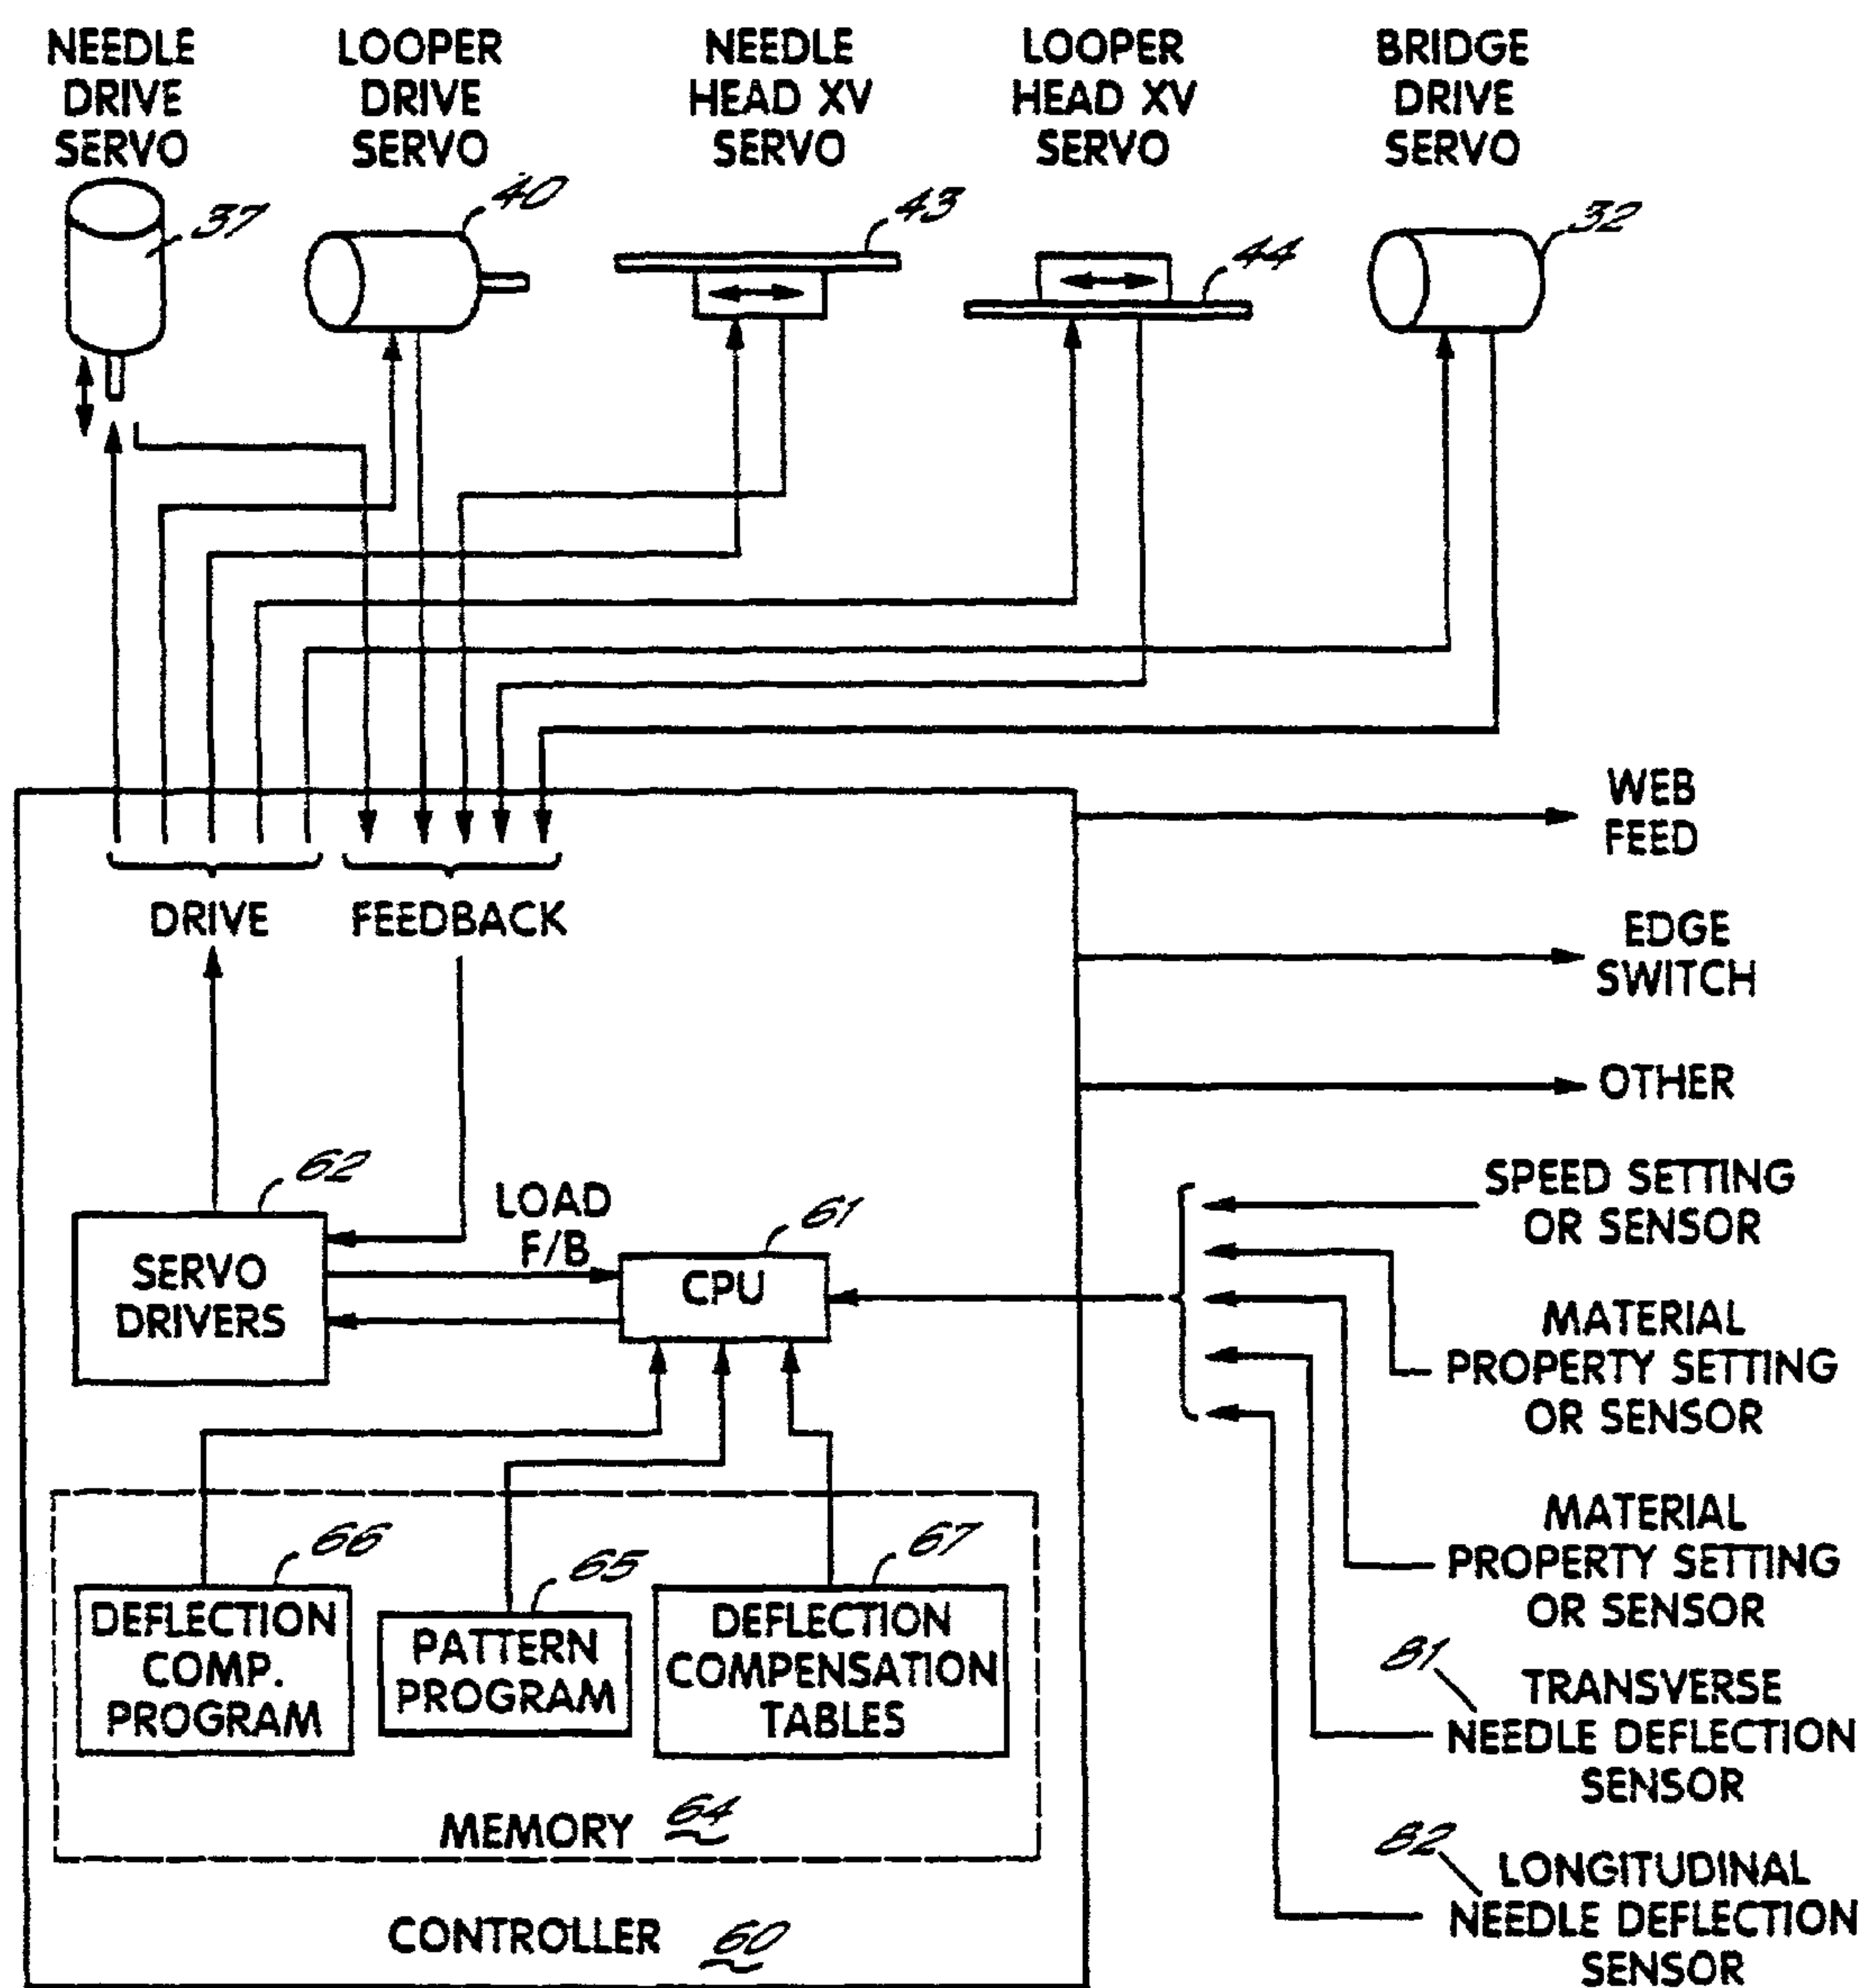 NEEDLE
DRIVE
SERVO
LOOPER
DRIVE
SERVO
NEEDLE
HEAD XV
SERVO
LOOPER
HEAD XV
SERVO
BRIDGE
DRIVE
SERVO
37
40
43
44
32
WEB
FEED
DRIVE
FEEDBACK
EDGE
SWITCH
OTHER
62
LOAD
F/B
61
SERVO
DRIVERS
CPU
SPEED SETTING
OR SENSOR
MATERIAL
PROPERTY SETTING
OR SENSOR
MATERIAL
PROPERTY SETTING
OR SENSOR
66
65
67
DEFLECTION
COMP.
PROGRAM
PATTERN
PROGRAM
DEFLECTION
COMPENSATION
TABLES
81
TRANSVERSE
NEEDLE DEFLECTION
SENSOR
MEMORY 64
82
LONGITUDINAL
NEEDLE DEFLECTION
SENSOR
CONTROLLER 60